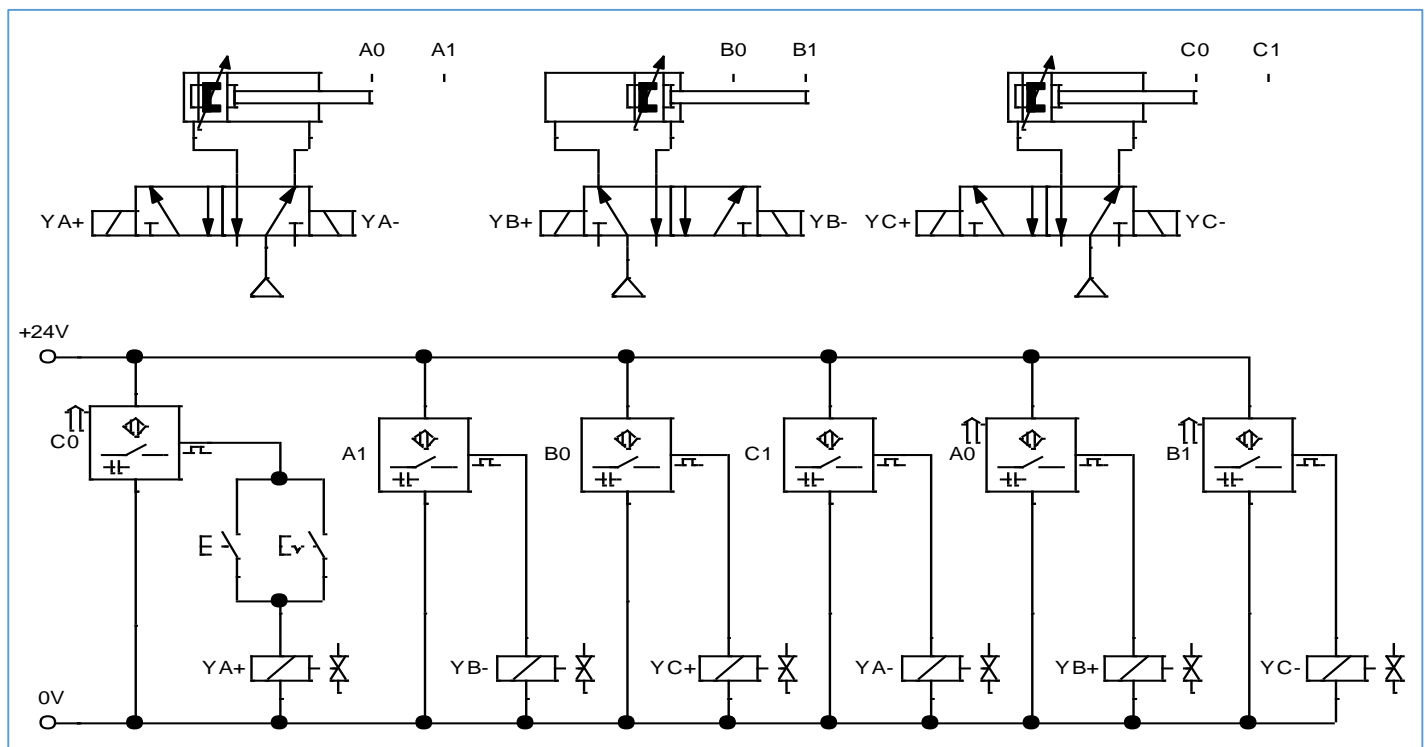 A0 A1 B0 B1 C0 C1
YA+ YA- YB+ YB- YC+ YC-
+24V
C0 A1 B0 C1 A0 B1
YA+ YB- YC+ YA- YB+ YC-
0V